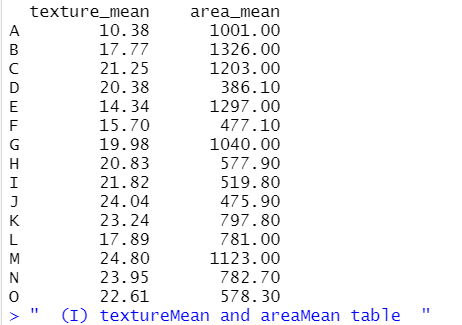 texture_mean area_mean
A 10.38 1001.00
B 17.77 1326.00
C 21.25 1203.00
D 20.38 386.10
E 14.34 1297.00
F 15.70 477.10
G 19.98 1040.00
H 20.83 577.90
I 21.82 519.80
J 24.04 475.90
K 23.24 797.80
L 17.89 781.00
M 24.80 1123.00
N 23.95 782.70
O 22.61 578.30
> "  (I) textureMean and areaMean table  "